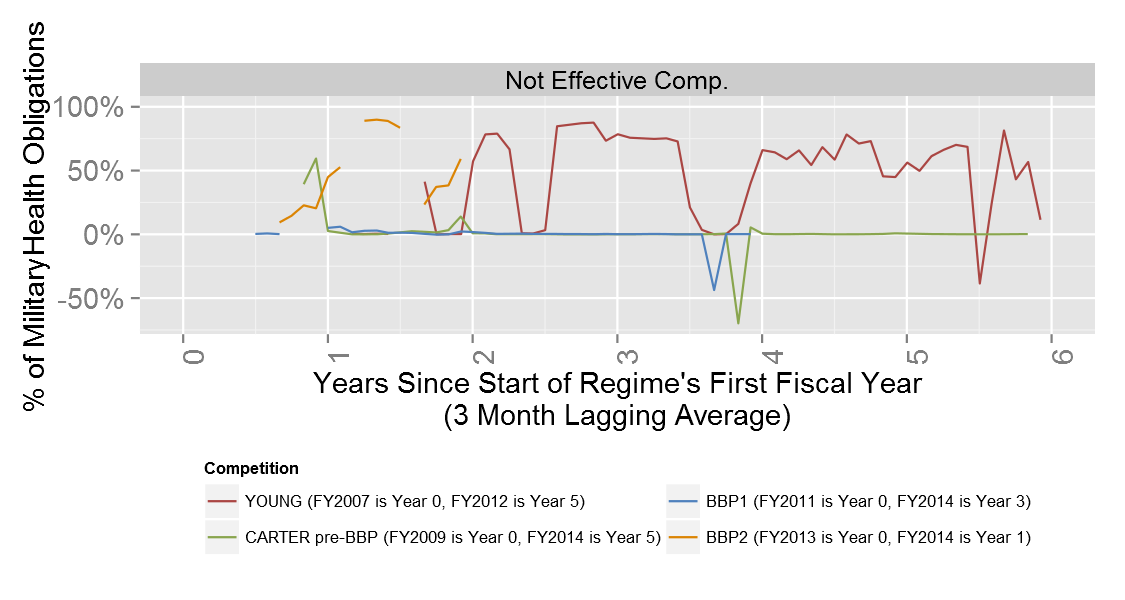 Not Effective Comp.
% of MilitaryHealth Obligations
100%
50%
0%
-50%
0
1
2
3
4
5
6
Years Since Start of Regime's First Fiscal Year
(3 Month Lagging Average)
Competition
YOUNG (FY2007 is Year 0, FY2012 is Year 5)
BBP1 (FY2011 is Year 0, FY2014 is Year 3)
CARTER pre-BBP (FY2009 is Year 0, FY2014 is Year 5)
BBP2 (FY2013 is Year 0, FY2014 is Year 1)